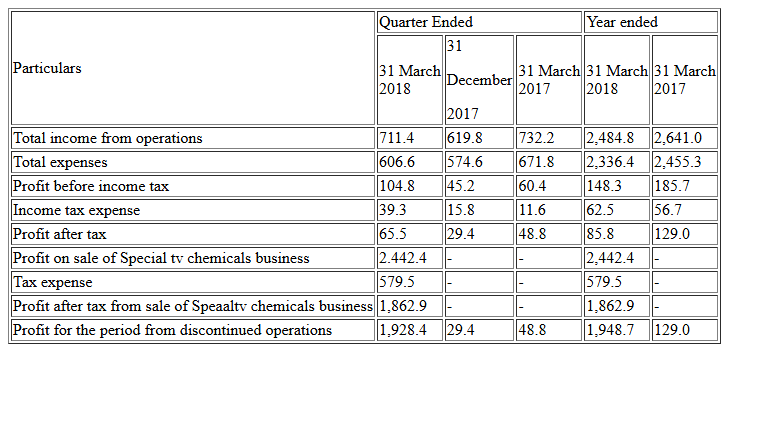 Particulars Quarter Ended Year ended
31 March 2018 31 December 2017 31 March 2017 31 March 2018 31 March 2017
Total income from operations 711.4 619.8 732.2 2,484.8 2,641.0
Total expenses 606.6 574.6 671.8 2,336.4 2,455.3
Profit before income tax 104.8 45.2 60.4 148.3 185.7
Income tax expense 39.3 15.8 11.6 62.5 56.7
Profit after tax 65.5 29.4 48.8 85.8 129.0
Profit on sale of Special tv chemicals business 2.442.4 - - 2,442.4 -
Tax expense 579.5 - - 579.5 -
Profit after tax from sale of Speaaltv chemicals business 1,862.9 - - 1,862.9 -
Profit for the period from discontinued operations 1,928.4 29.4 48.8 1,948.7 129.0